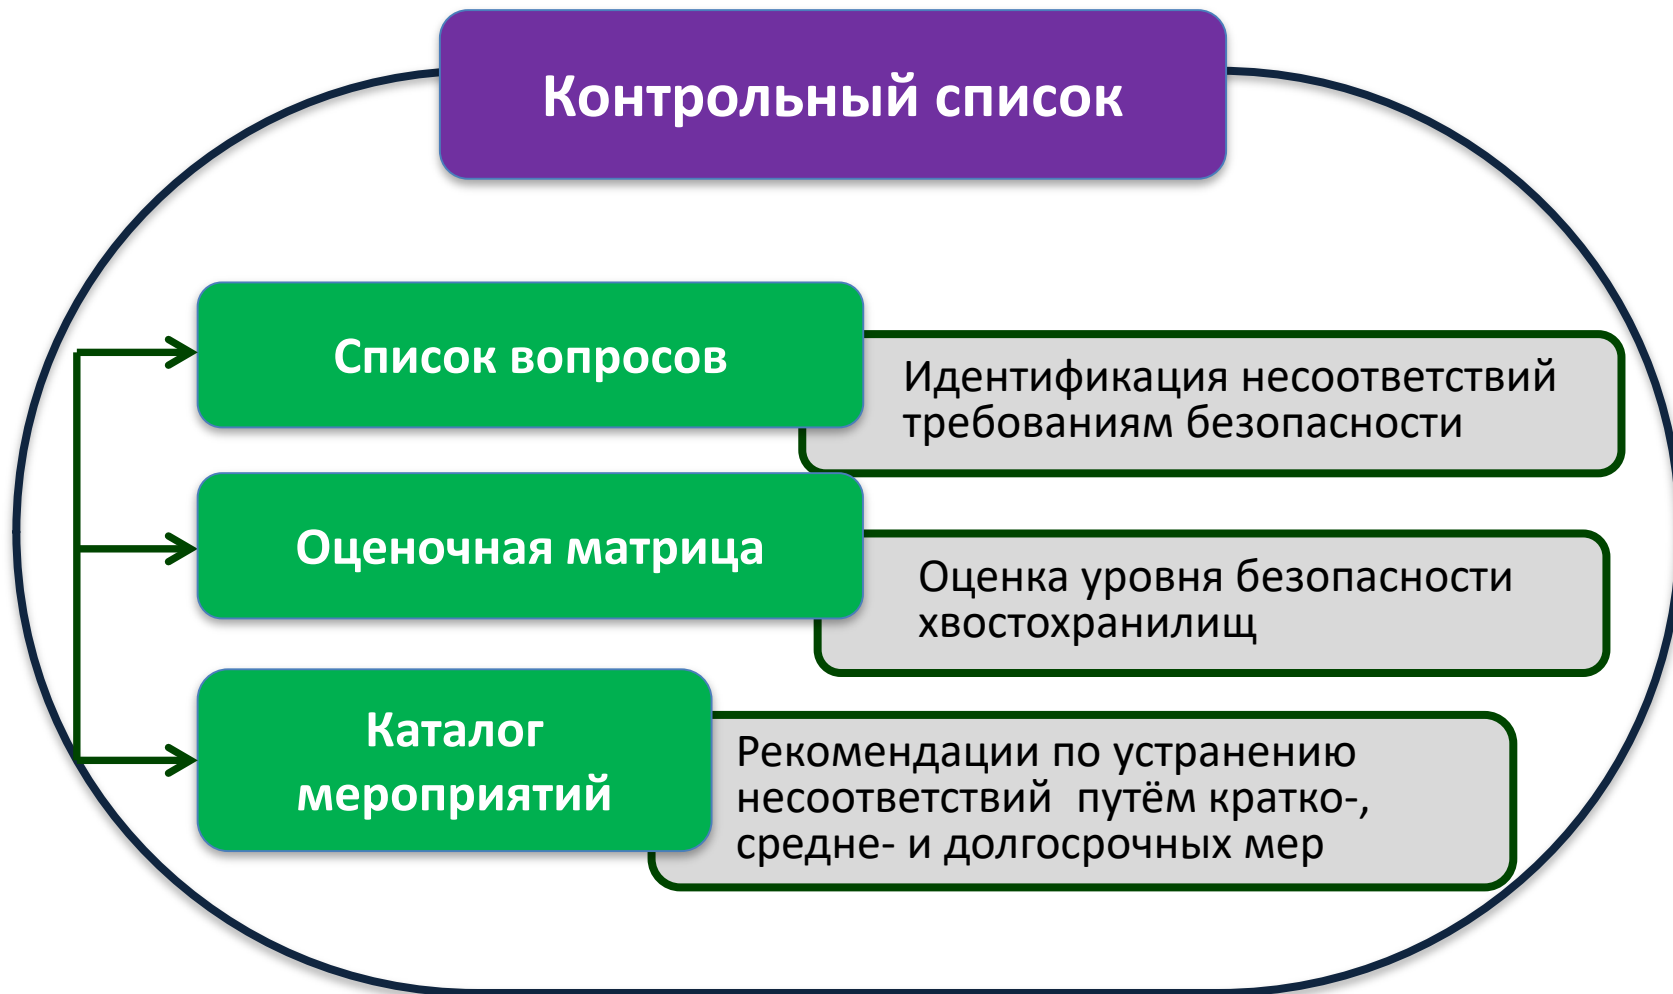 Контрольный список
Список вопросов
Идентификация несоответствий
требованиям безопасности
Оценочная матрица
Оценка уровня безопасности
хвостохранилищ
Каталог
мероприятий
Рекомендации по устранению
несоответствий  путём кратко-,
средне- и долгосрочных мер